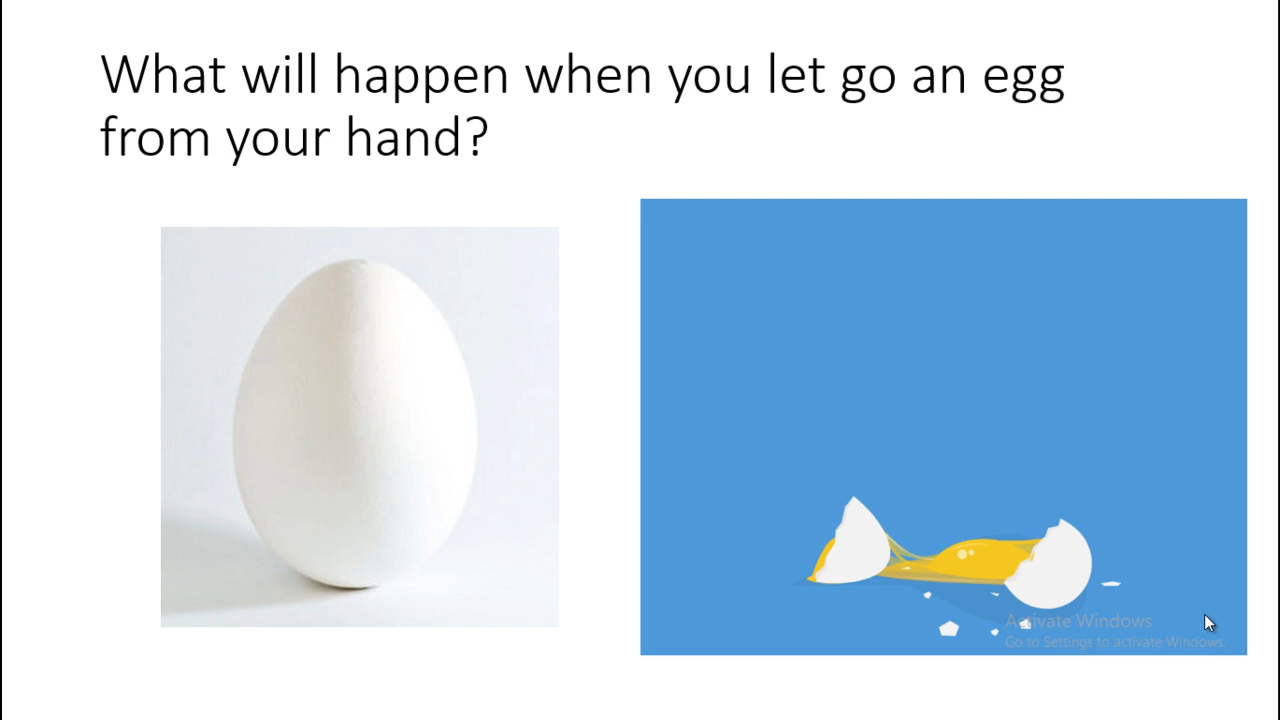 What will happen when you let go an egg
from your hand?
Activate Windows
Go to Settings to activate Windows.